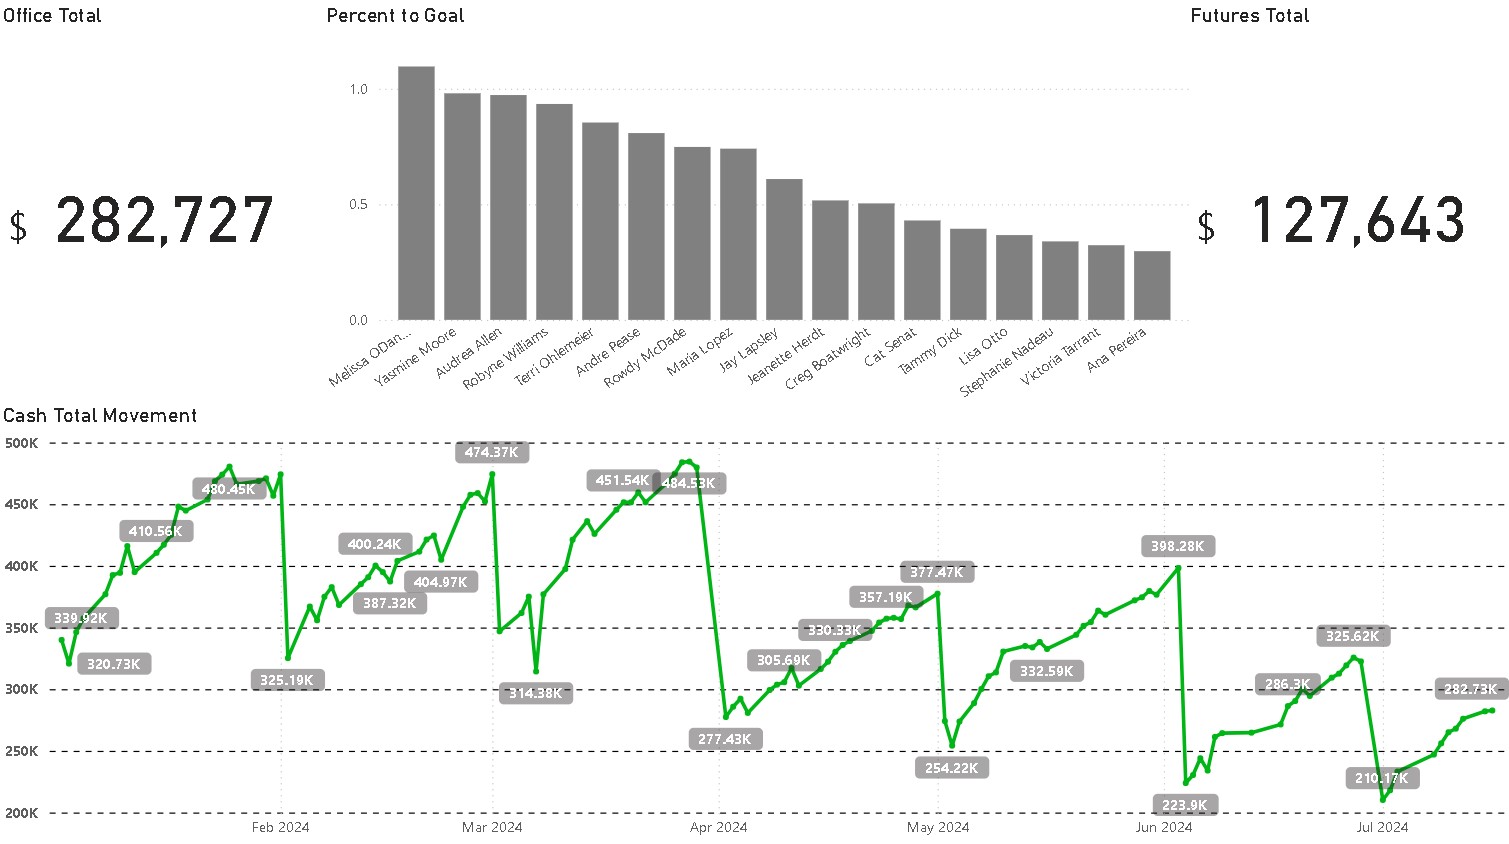 Office Total
Percent to Goal
Futures Total
1.0
0.5
0.0
$ 282,727
$ 127,643
Melissa ODan...
Yasmine Moore
Audrea Allen
Robyne Williams
Terri Ohlemeier
Andre Pease
Rowdy McDade
Maria Lopez
Jay Lapsley
Jeanette Herdt
Creg Boatwright
Cat Senat
Tammy Dick
Lisa Otto
Stephanie Nadeau
Victoria Tarrant
Ana Pereira
Cash Total Movement
500K
450K
400K
350K
300K
250K
200K
339.92K
320.73K
410.56K
480.45K
325.19K
400.24K
387.32K
404.97K
474.37K
314.38K
451.54K
484.53K
277.43K
305.69K
330.33K
357.19K
377.47K
254.22K
332.59K
398.28K
223.9K
286.3K
325.62K
210.17K
282.73K
Feb 2024
Mar 2024
Apr 2024
May 2024
Jun 2024
Jul 2024